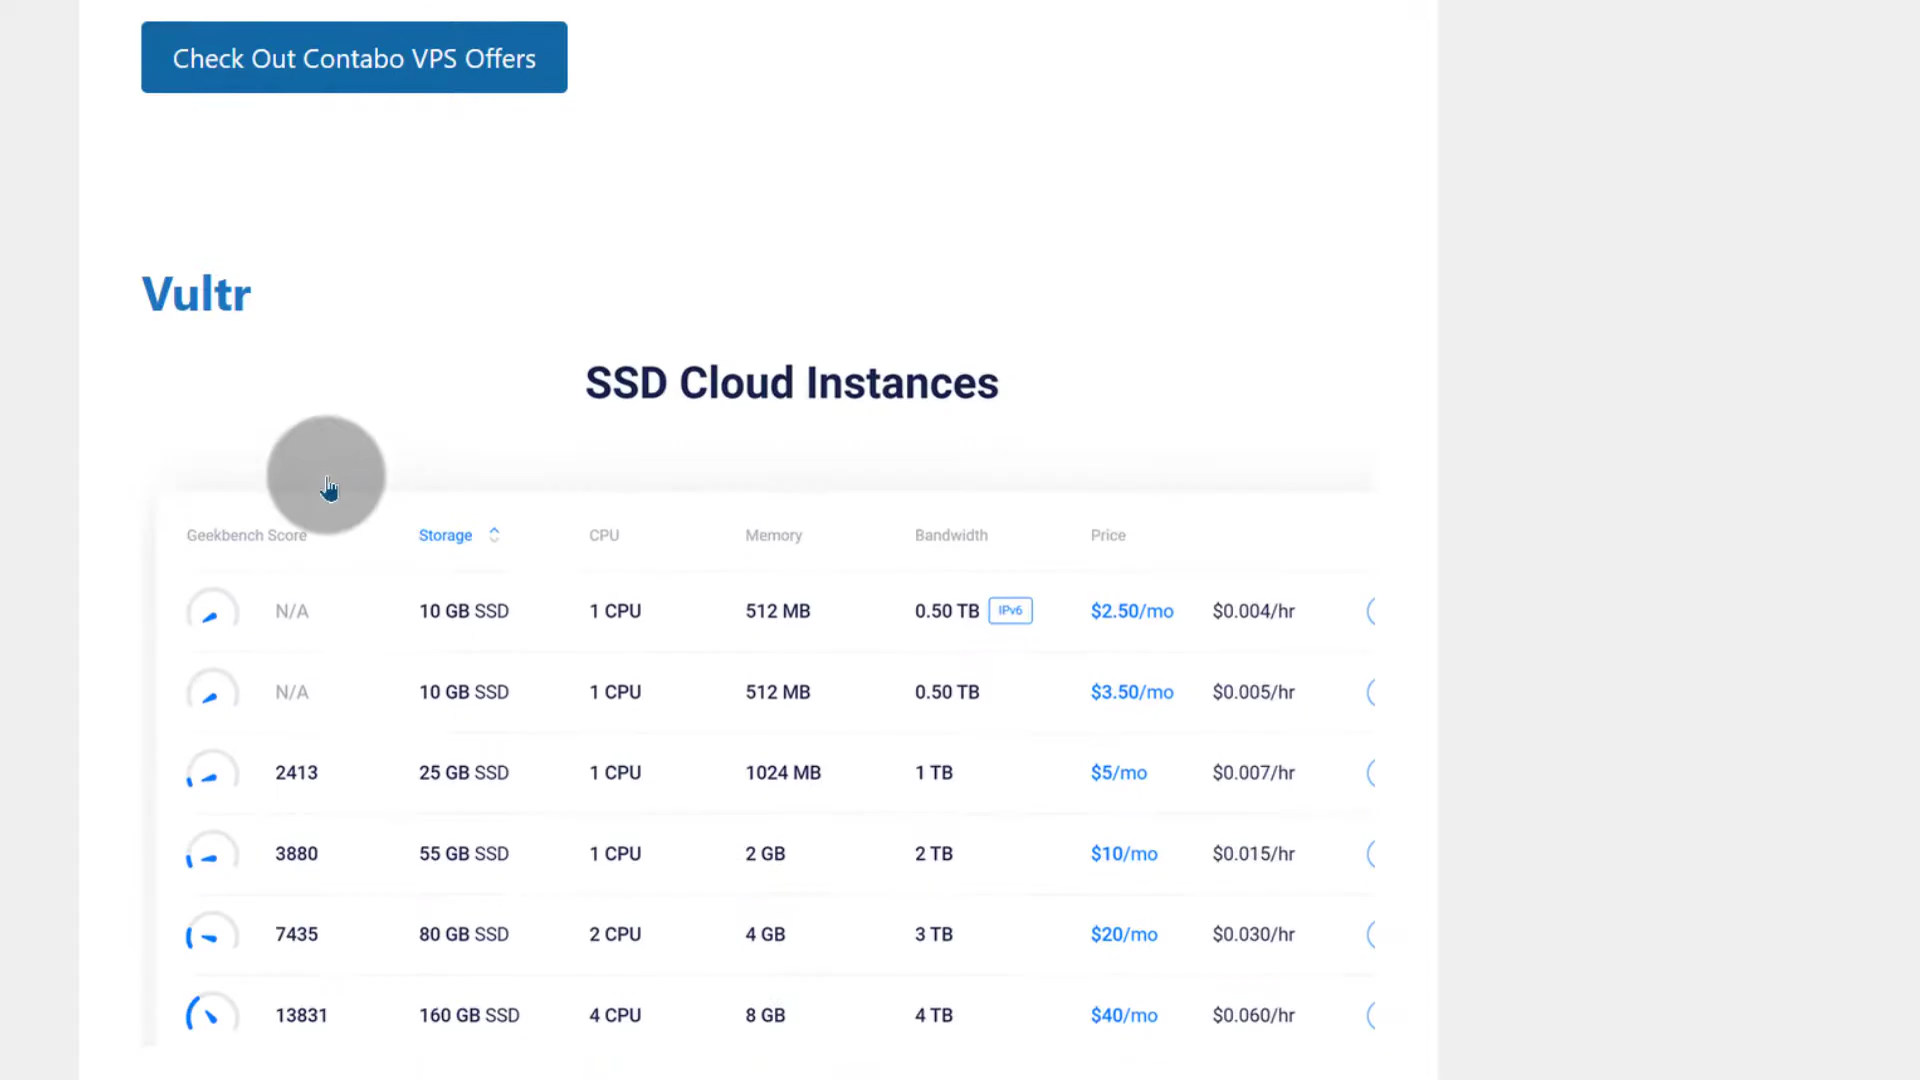 Check Out Contabo VPS Offers
Vultr
SSD Cloud Instances
Geekbench Score Storage CPU Memory Bandwidth Price
N/A 10 GB SSD 1 CPU 512 MB 0.50 TB IPv6 $2.50/mo $0.004/hr
N/A 10 GB SSD 1 CPU 512 MB 0.50 TB $3.50/mo $0.005/hr
2413 25 GB SSD 1 CPU 1024 MB 1 TB $5/mo $0.007/hr
3880 55 GB SSD 1 CPU 2 GB 2 TB $10/mo $0.015/hr
7435 80 GB SSD 2 CPU 4 GB 3 TB $20/mo $0.030/hr
13831 160 GB SSD 4 CPU 8 GB 4 TB $40/mo $0.060/hr